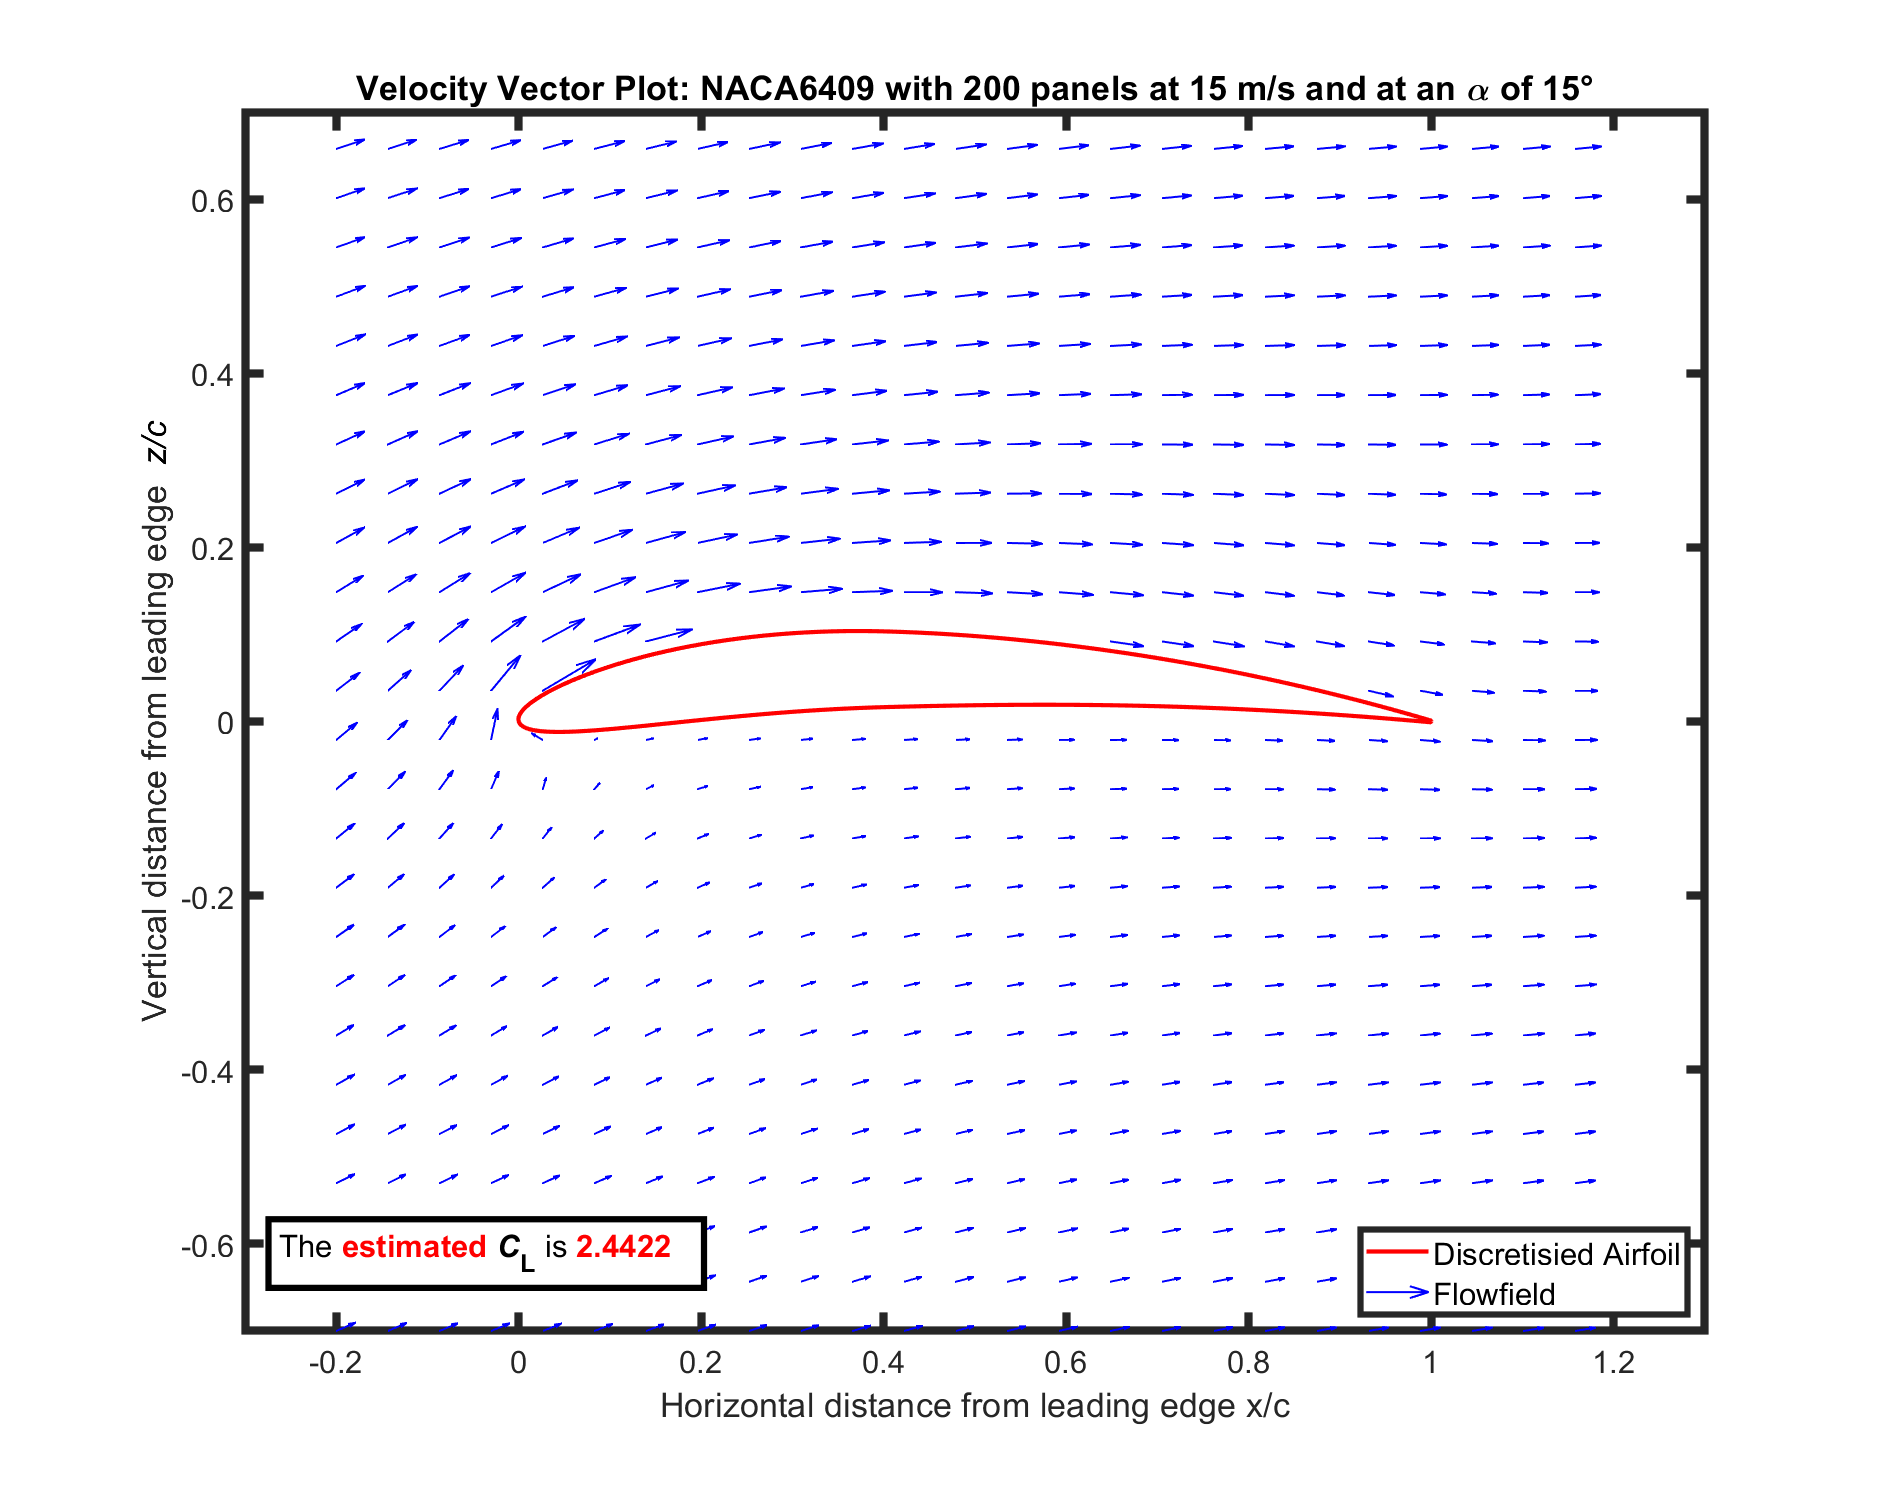 Velocity Vector Plot: NACA6409 with 200 panels at 15 m/s and at an α of 15°
Vertical distance from leading edge z/c
0.6
0.4
0.2
0
-0.2
-0.4
-0.6
The estimated CL is 2.4422
Discretisied Airfoil
Flowfield
-0.2 0 0.2 0.4 0.6 0.8 1 1.2
Horizontal distance from leading edge x/c